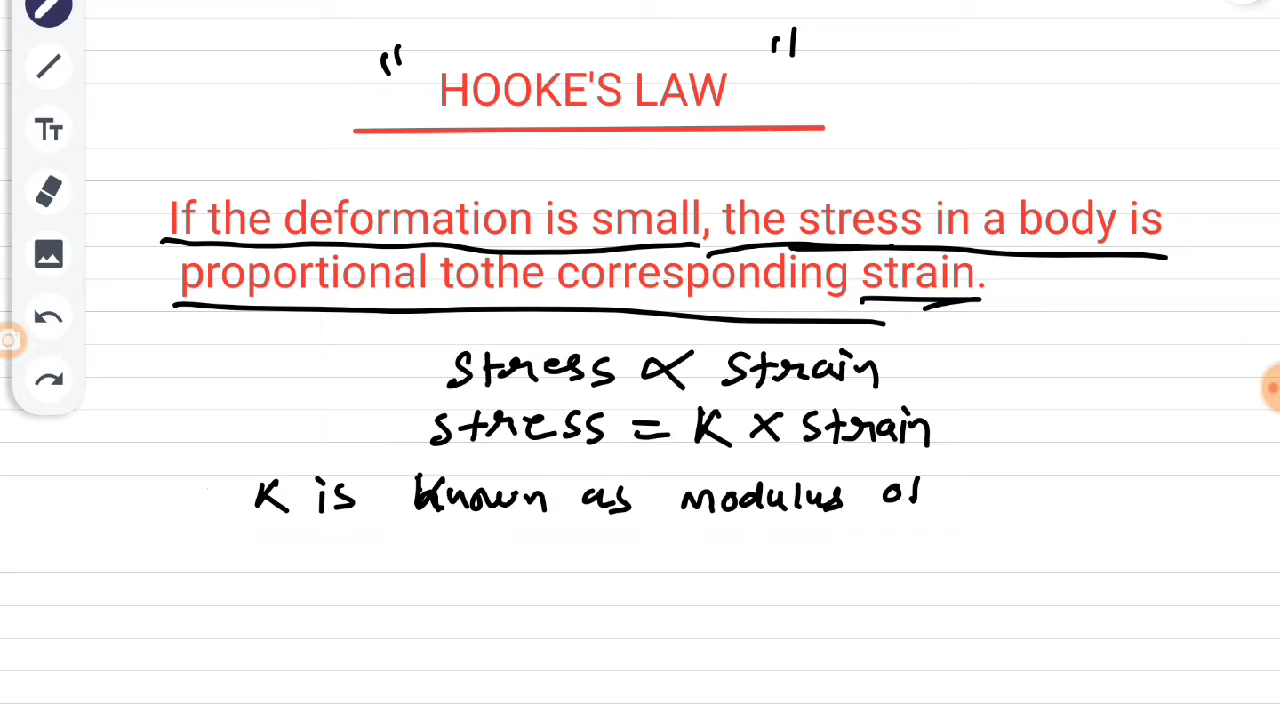 "HOOKE'S LAW"
If the deformation is small, the stress in a body is
proportional tothe corresponding strain.
stress ∝ strain
stress = K × strain
K is known as modulus of
TT